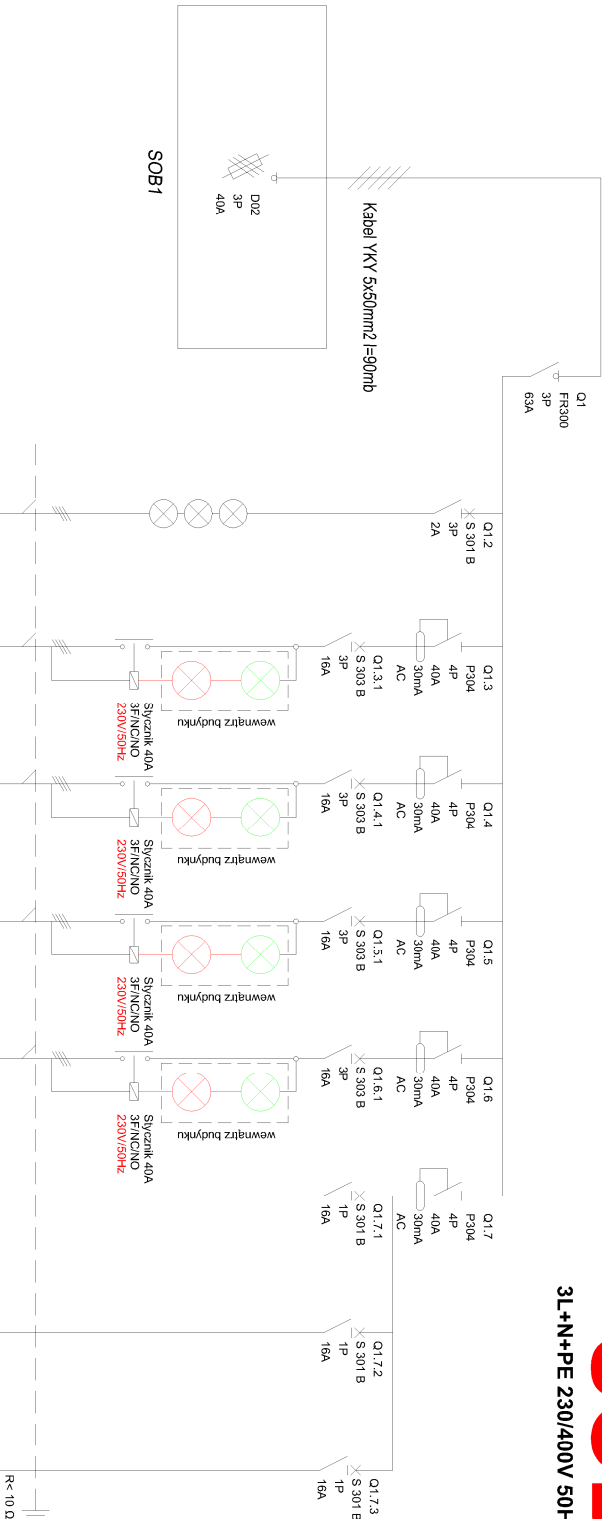 SOB1
D02
3P
40A
Kabel YKY 5x50mm2 l=90mb
Q1
FR300
3P
63A
Q1.2
S 301 B
3P
2A
Q1.3
P304
4P
40A
30mA
AC
Q1.3.1
S 303 B
3P
16A
wewnątrz budynku
Stycznik 40A
3F/NC/NO
230V/50Hz
Q1.4
P304
4P
40A
30mA
AC
Q1.4.1
S 303 B
3P
16A
wewnątrz budynku
Stycznik 40A
3F/NC/NO
230V/50Hz
Q1.5
P304
4P
40A
30mA
AC
Q1.5.1
S 303 B
3P
16A
wewnątrz budynku
Stycznik 40A
3F/NC/NO
230V/50Hz
Q1.6
P304
4P
40A
30mA
AC
Q1.6.1
S 303 B
3P
16A
wewnątrz budynku
Stycznik 40A
3F/NC/NO
230V/50Hz
Q1.7
P304
4P
40A
30mA
AC
Q1.7.1
S 301 B
1P
16A
Q1.7.2
S 301 B
1P
16A
Q1.7.3
S 301 B
1P
16A
3L+N+PE 230/400V 50H
R< 10 Ω